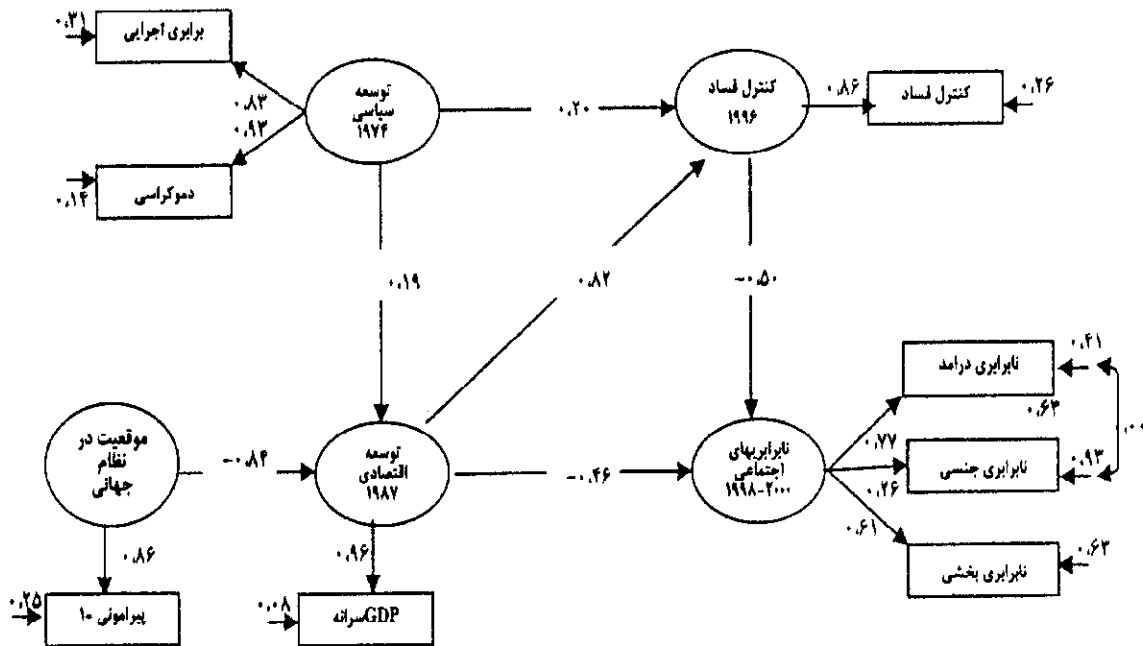 ۰،۳۱
برابری اجرایی
توسعه
سیاسی
۱۹۷۴
کنترل فساد
۱۹۹۶
۰،۸۶
کنترل فساد
۰،۲۶
۰،۸۳
۰،۹۳
۰،۲۰
۰،۱۴
دموکراسی
۰،۱۹
۰،۸۲
-۰،۵۰
نابرابری درامد
۰،۴۱
۰،۶۳
موقعیت در
نظام
جهانی
-۰،۸۴
توسعه
اقتصادی
۱۹۸۷
-۰،۴۶
نابرابریهای
اجتماعی
۱۹۹۸-۲۰۰۰
۰،۷۷
۰،۲۶
۰،۶۱
نابرابری جنسی
۰،۹۳
نابرابری بخشی
۰،۶۳
۰،۸۶
۰،۹۶
۰،۲۵
پیرامونی ۱۰
۰،۰۸
GDPسرانه